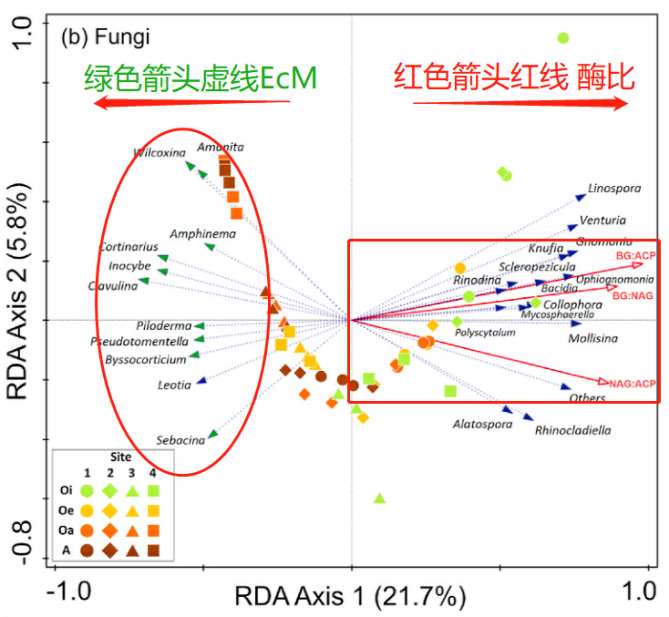 1.0
(b) Fungi
绿色箭头虚线EcM
红色箭头红线 酶比
Wilcoxina
Amanita
Linospora
Venturia
Amphinema
Gnomonia
Knufia
Cortinarius
BG:ACP
Inocybe
Scleropezicula
Clavulina
Rinodina
Ophiognomonia
Bacidia
BG:NAG
Collophora
Mycosphaerella
Piloderma
Polyscytalum
Mollisina
Pseudotomentella
Byssocorticium
Leotia
NAG:ACP
Others
Alatospora
Rhinocladiella
Sebacina
RDA Axis 2 (5.8%)
Site
1 2 3 4
Oi
Oe
Oa
A
-0.8
-1.0
RDA Axis 1 (21.7%)
1.0